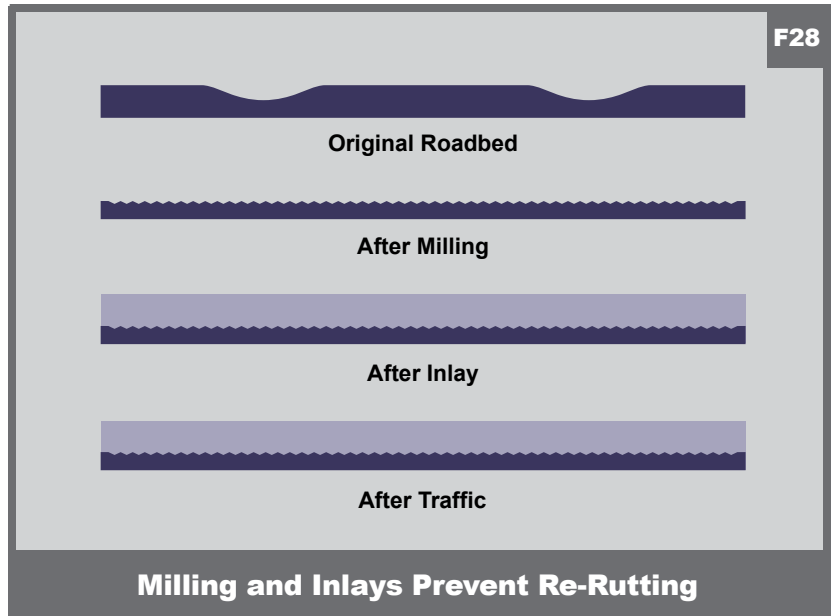 F28
Original Roadbed
After Milling
After Inlay
After Traffic
Milling and Inlays Prevent Re-Rutting